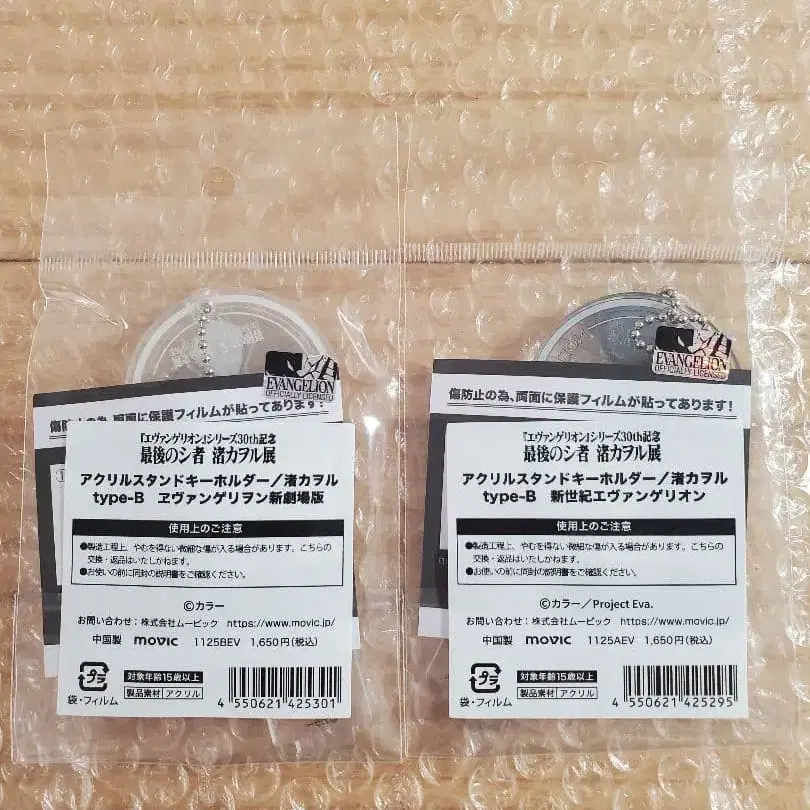 EVANGELION
OFFICIALLY LICENSED
傷防止の為、両面に保護フィルムが貼ってあります!
『エヴァンゲリオン』シリーズ30th記念
最後のシ者 渚カヲル展
アクリルスタンドキーホルダー/渚カヲル
type-B ヱヴァンゲリヲン新劇場版
使用上のご注意
●製造工程上、やむを得ない微細な傷が入る場合があります。こちらの
交換・返品はいたしかねます。
●お使いの前に同封の説明書をご確認ください。
©カラー
お問い合わせ:株式会社ムービック https://www.movic.jp/
中国製 movic 1125BEV 1,650円(税込)
プラ
袋・フィルム
対象年齢15歳以上
製品素材 アクリル
4 550621 425301
EVANGELION
OFFICIALLY LICENSED
傷防止の為、両面に保護フィルムが貼ってあります!
『エヴァンゲリオン』シリーズ30th記念
最後のシ者 渚カヲル展
アクリルスタンドキーホルダー/渚カヲル
type-B 新世紀エヴァンゲリオン
使用上のご注意
●製造工程上、やむを得ない微細な傷が入る場合があります。こちらの
交換・返品はいたしかねます。
●お使いの前に同封の説明書をご確認ください。
©カラー/Project Eva.
お問い合わせ:株式会社ムービック https://www.movic.jp/
中国製 movic 1125AEV 1,650円(税込)
プラ
袋・フィルム
対象年齢15歳以上
製品素材 アクリル
4 550621 425295